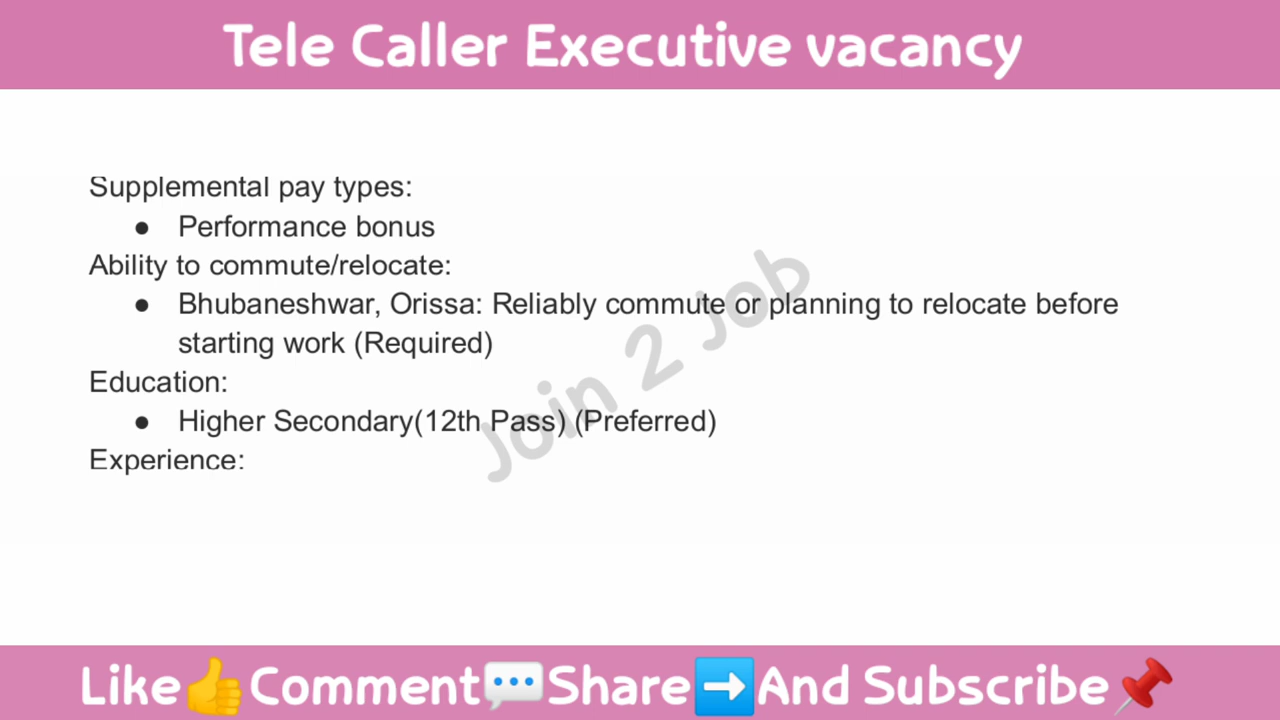 Tele Caller Executive vacancy
Supplemental pay types:
● Performance bonus
Ability to commute/relocate:
● Bhubaneshwar, Orissa: Reliably commute or planning to relocate before
starting work (Required)
Education:
● Higher Secondary(12th Pass) (Preferred)
Experience:
Join 2 Job
Like👍Comment💬Share➡️And Subscribe📌